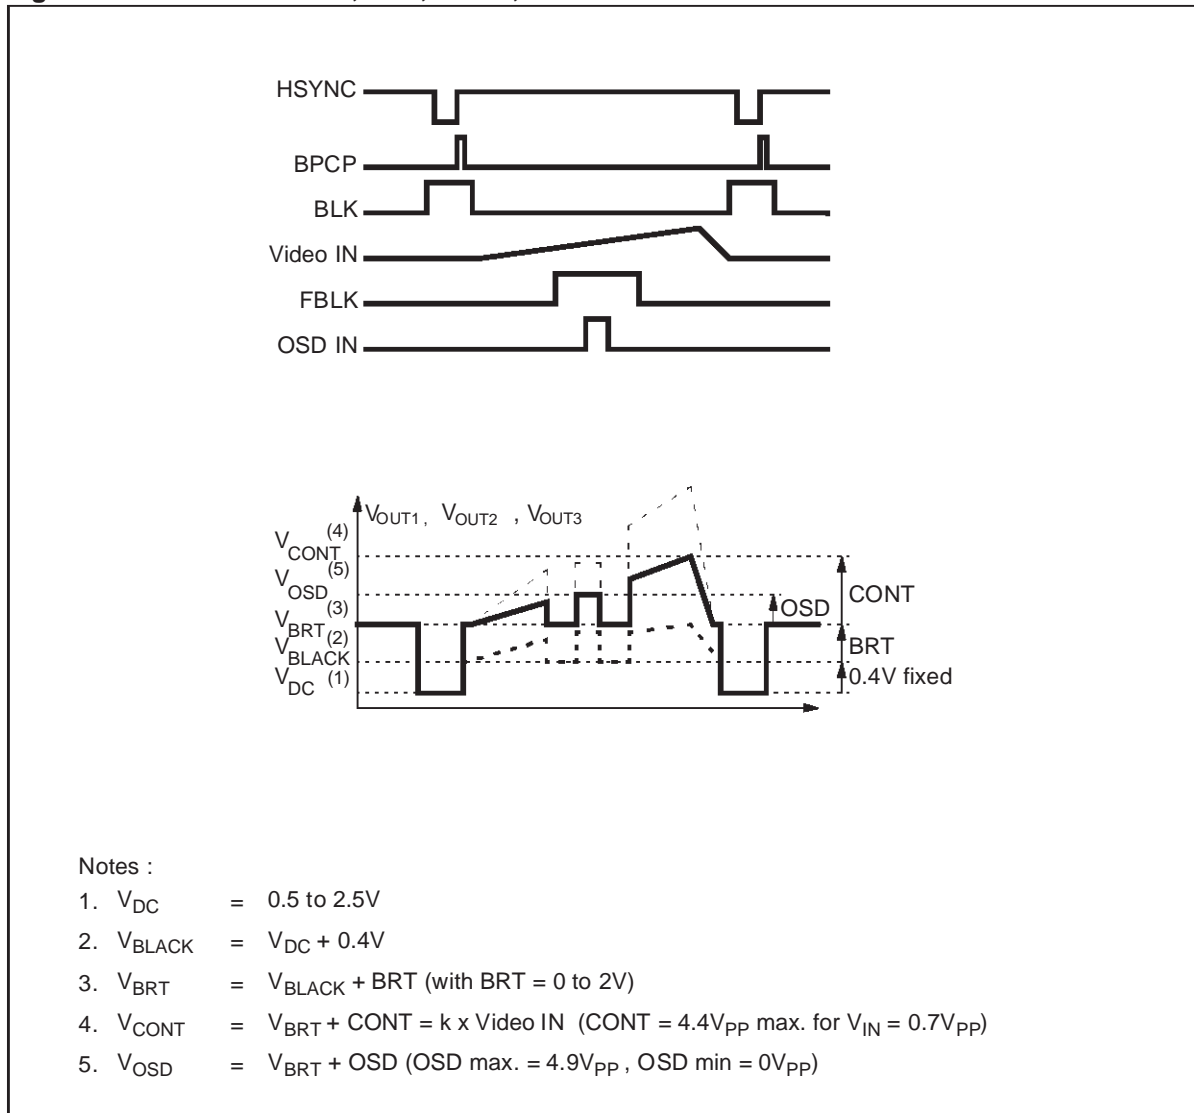 HSYNC
BPCP
BLK
Video IN
FBLK
OSD IN
VOUT1, VOUT2 , VOUT3
VCONT(4)
VOSD(5)
VBRT(3)
VBLACK(2)
VDC (1)
CONT
OSD
BRT
0.4V fixed
Notes :
1. VDC = 0.5 to 2.5V
2. VBLACK = VDC + 0.4V
3. VBRT = VBLACK + BRT (with BRT = 0 to 2V)
4. VCONT = VBRT + CONT = k x Video IN (CONT = 4.4VPP max. for VIN = 0.7VPP)
5. VOSD = VBRT + OSD (OSD max. = 4.9VPP , OSD min = 0VPP)